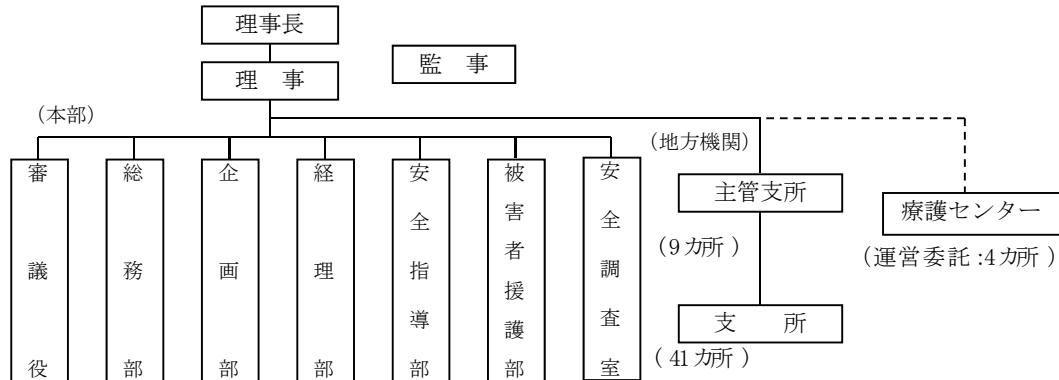 理事長
理　事
監　事
（本部）
審議役
総務部
企画部
経理部
安全指導部
被害者援護部
安全調査室
（地方機関）
主管支所
（9カ所）
支　　所
（41カ所）
療護センター
（運営委託：4カ所）